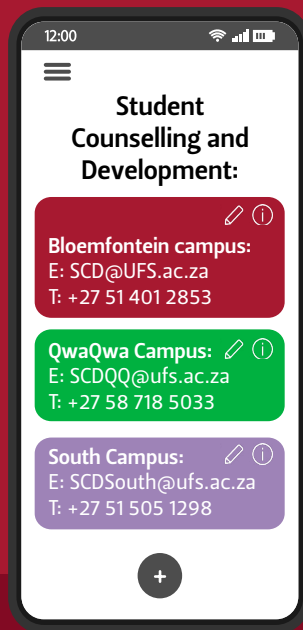 12:00
Student
Counselling and
Development:
Bloemfontein campus:
E: SCD@UFS.ac.za
T: +27 51 401 2853
QwaQwa Campus:
E: SCDQQ@ufs.ac.za
T: +27 58 718 5033
South Campus:
E: SCDSouth@ufs.ac.za
T: +27 51 505 1298
+